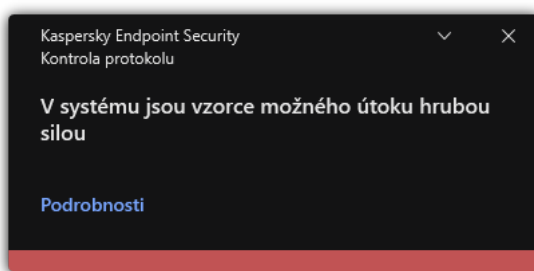 Kaspersky Endpoint Security
Kontrola protokolu
V systému jsou vzorce možného útoku hrubou
silou
Podrobnosti